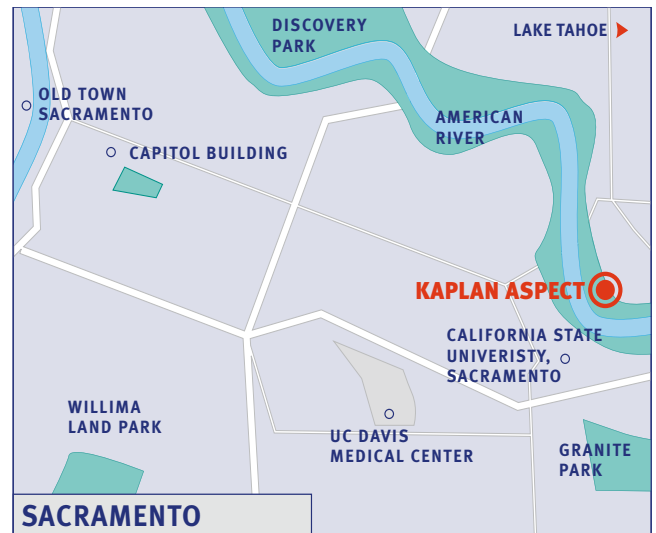 DISCOVERY
PARK
LAKE TAHOE
OLD TOWN
SACRAMENTO
AMERICAN
RIVER
CAPITOL BUILDING
KAPLAN ASPECT
CALIFORNIA STATE
UNIVERISTY,
SACRAMENTO
WILLIMA
LAND PARK
UC DAVIS
MEDICAL CENTER
GRANITE
PARK
SACRAMENTO